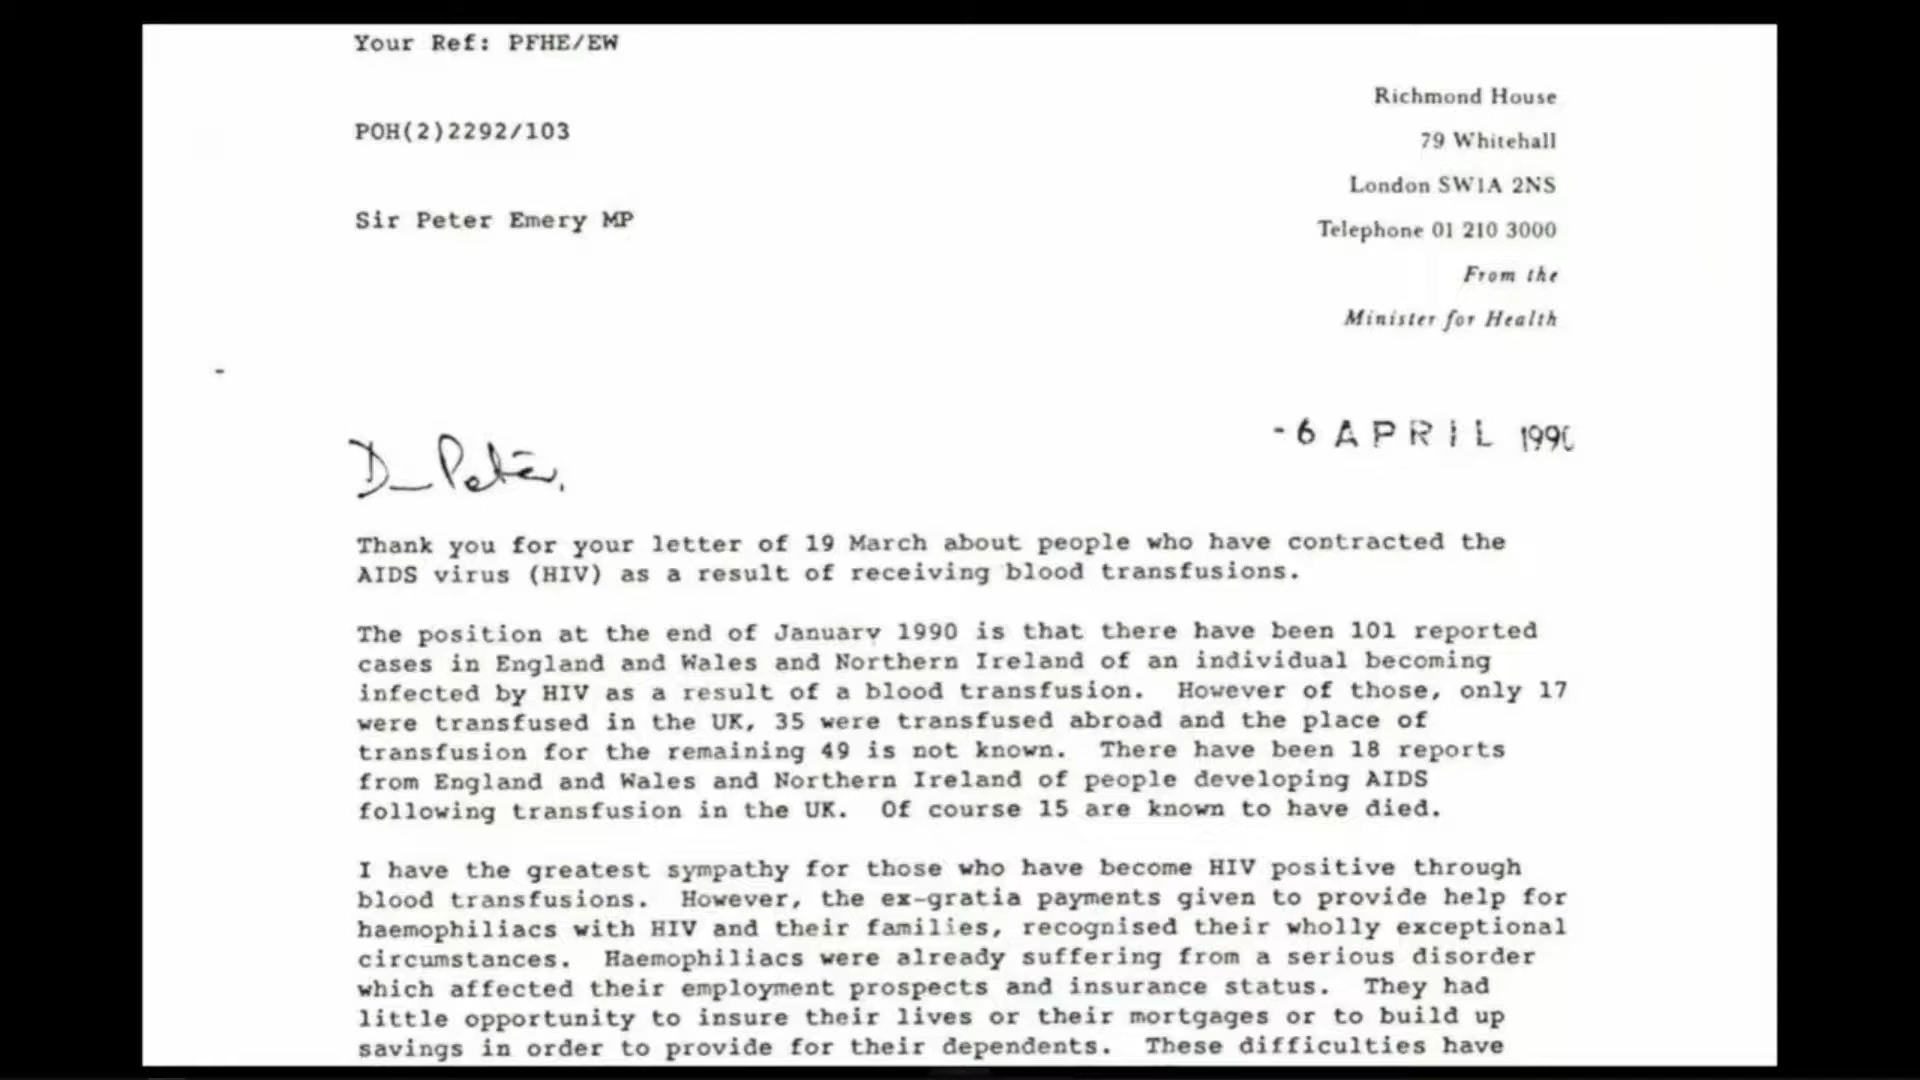 Your Ref: PFHE/EW
Richmond House
POH(2)2292/103
79 Whitehall
London SW1A 2NS
Sir Peter Emery MP
Telephone 01 210 3000
From the
Minister for Health
-6 APRIL 1990
D— Peter,
Thank you for your letter of 19 March about people who have contracted the
AIDS virus (HIV) as a result of receiving blood transfusions.
The position at the end of January 1990 is that there have been 101 reported
cases in England and Wales and Northern Ireland of an individual becoming
infected by HIV as a result of a blood transfusion. However of those, only 17
were transfused in the UK, 35 were transfused abroad and the place of
transfusion for the remaining 49 is not known. There have been 18 reports
from England and Wales and Northern Ireland of people developing AIDS
following transfusion in the UK. Of course 15 are known to have died.
I have the greatest sympathy for those who have become HIV positive through
blood transfusions. However, the ex-gratia payments given to provide help for
haemophiliacs with HIV and their families, recognised their wholly exceptional
circumstances. Haemophiliacs were already suffering from a serious disorder
which affected their employment prospects and insurance status. They had
little opportunity to insure their lives or their mortgages or to build up
savings in order to provide for their dependents. These difficulties have